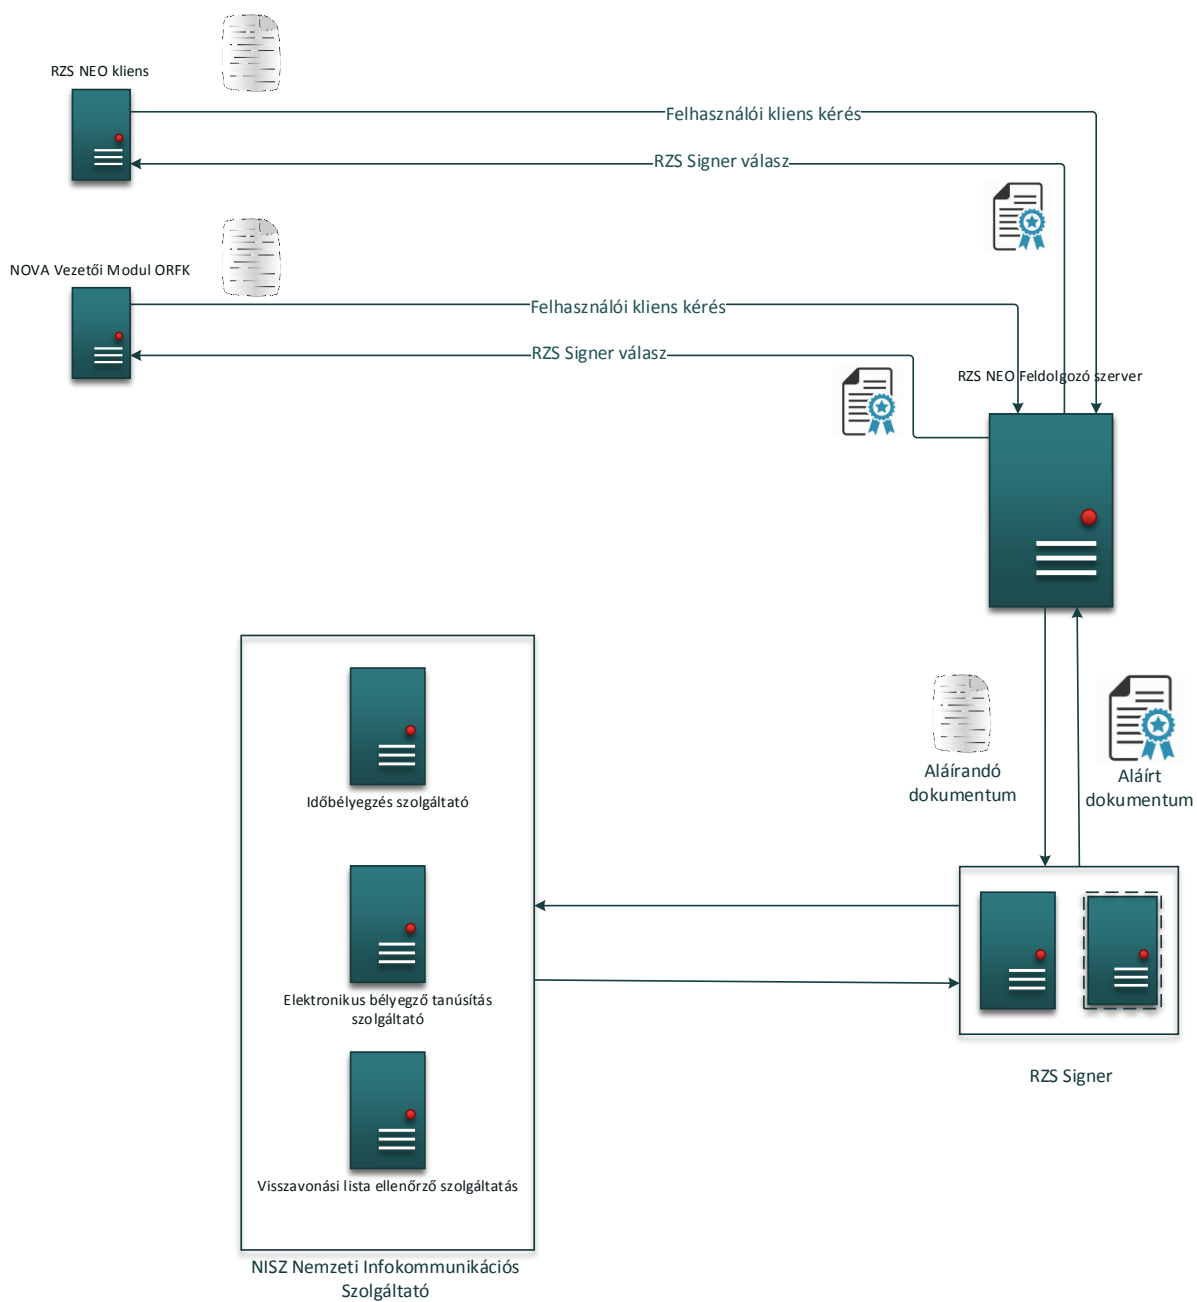 RZS NEO kliens
Felhasználói kliens kérés
RZS Signer válasz
NOVA Vezetői Modul ORFK
Felhasználói kliens kérés
RZS Signer válasz
RZS NEO Feldolgozó szerver
Aláírandó
dokumentum
Aláírt
dokumentum
Időbélyegzés szolgáltató
Elektronikus bélyegző tanúsítás
szolgáltató
RZS Signer
Visszavonási lista ellenőrző szolgáltatás
NISZ Nemzeti Infokommunikációs
Szolgáltató